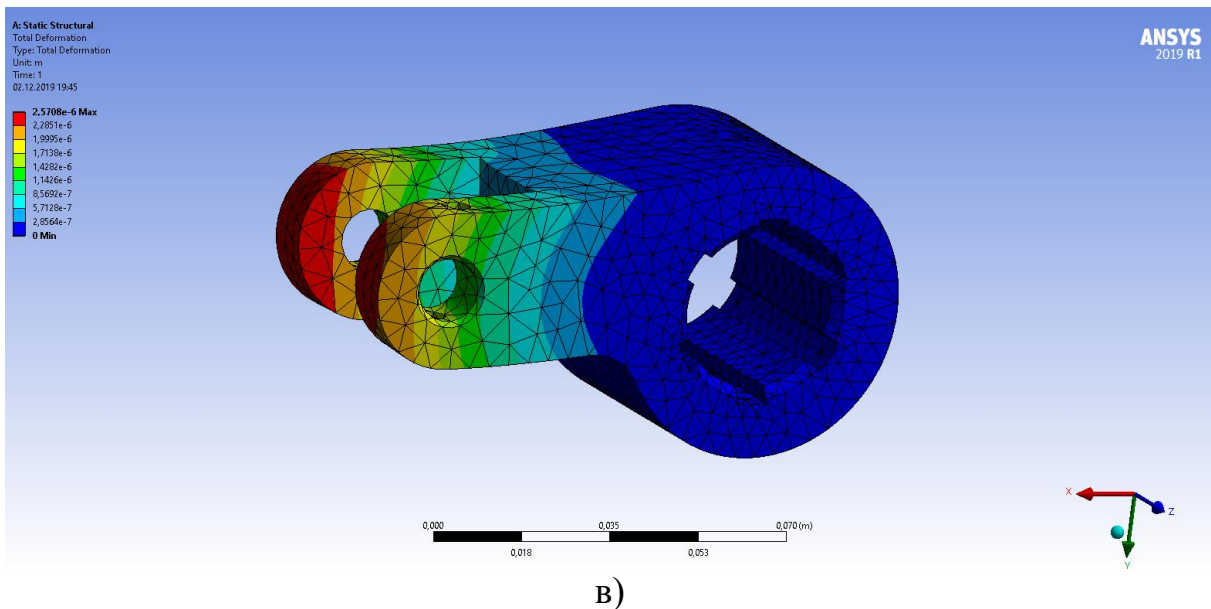 A: Static Structural
Total Deformation
Type: Total Deformation
Unit: m
Time: 1
02.12.2019 19:45
2,5708e-6 Max
2,2851e-6
1,9995e-6
1,7138e-6
1,4282e-6
1,1426e-6
8,5692e-7
5,7128e-7
2,8564e-7
0 Min
ANSYS
2019 R1
0,000 0,035 0,070 (m)
0,018 0,053
X
Z
Y
в)